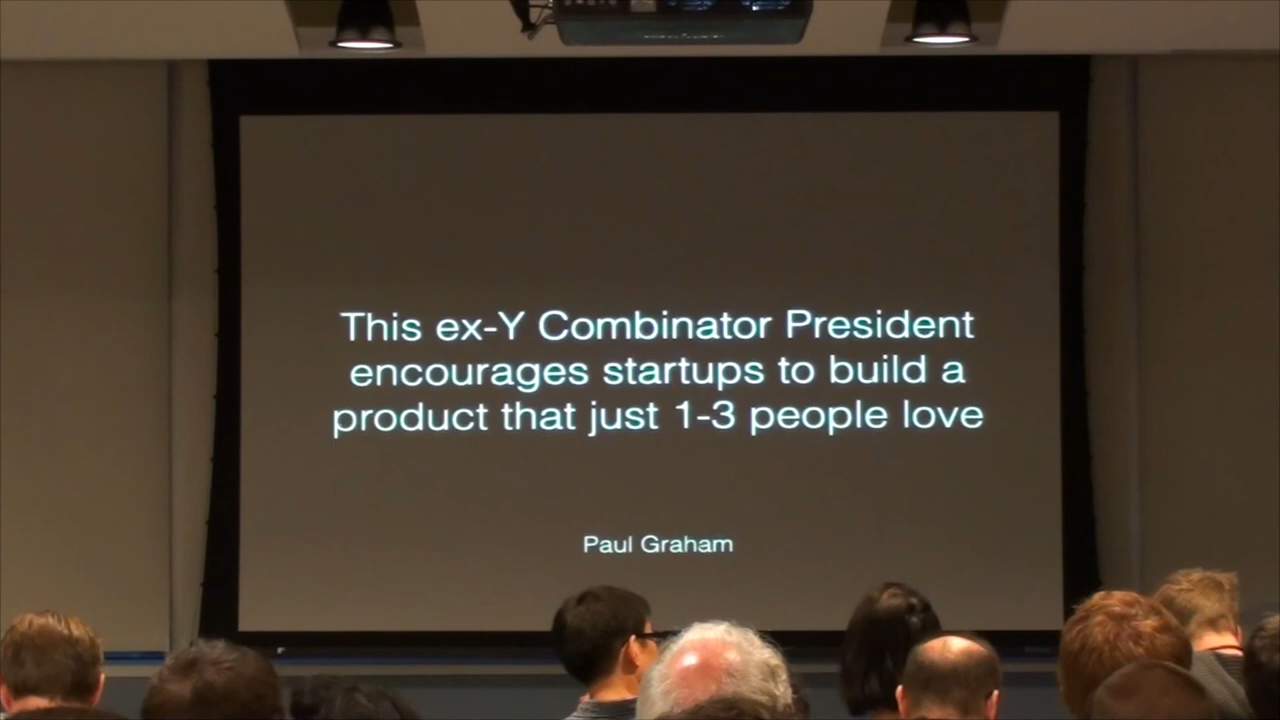 This ex-Y Combinator President
encourages startups to build a
product that just 1-3 people love
Paul Graham